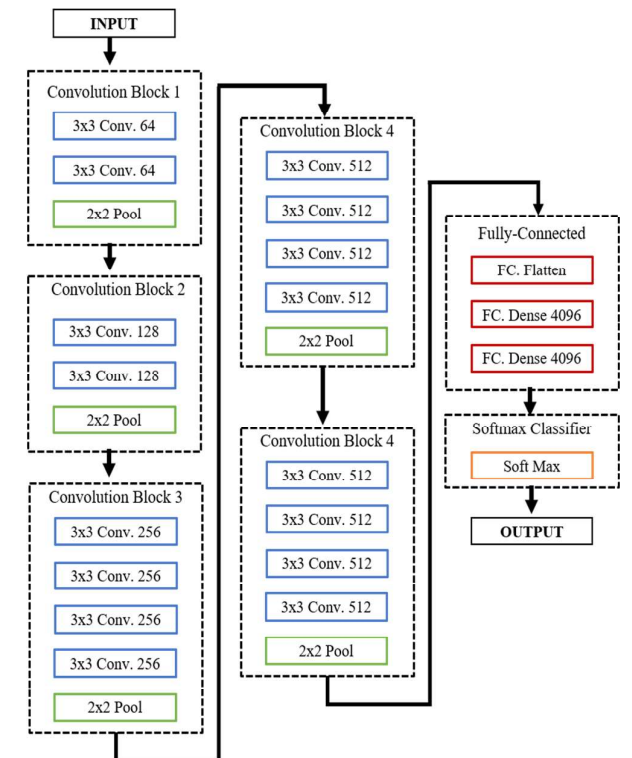 INPUT
Convolution Block 1
3x3 Conv. 64
3x3 Conv. 64
2x2 Pool
Convolution Block 2
3x3 Conv. 128
3x3 Conv. 128
2x2 Pool
Convolution Block 3
3x3 Conv. 256
3x3 Conv. 256
3x3 Conv. 256
3x3 Conv. 256
2x2 Pool
Convolution Block 4
3x3 Conv. 512
3x3 Conv. 512
3x3 Conv. 512
3x3 Conv. 512
2x2 Pool
Convolution Block 4
3x3 Conv. 512
3x3 Conv. 512
3x3 Conv. 512
3x3 Conv. 512
2x2 Pool
Fully-Connected
FC. Flatten
FC. Dense 4096
FC. Dense 4096
Softmax Classifier
Soft Max
OUTPUT